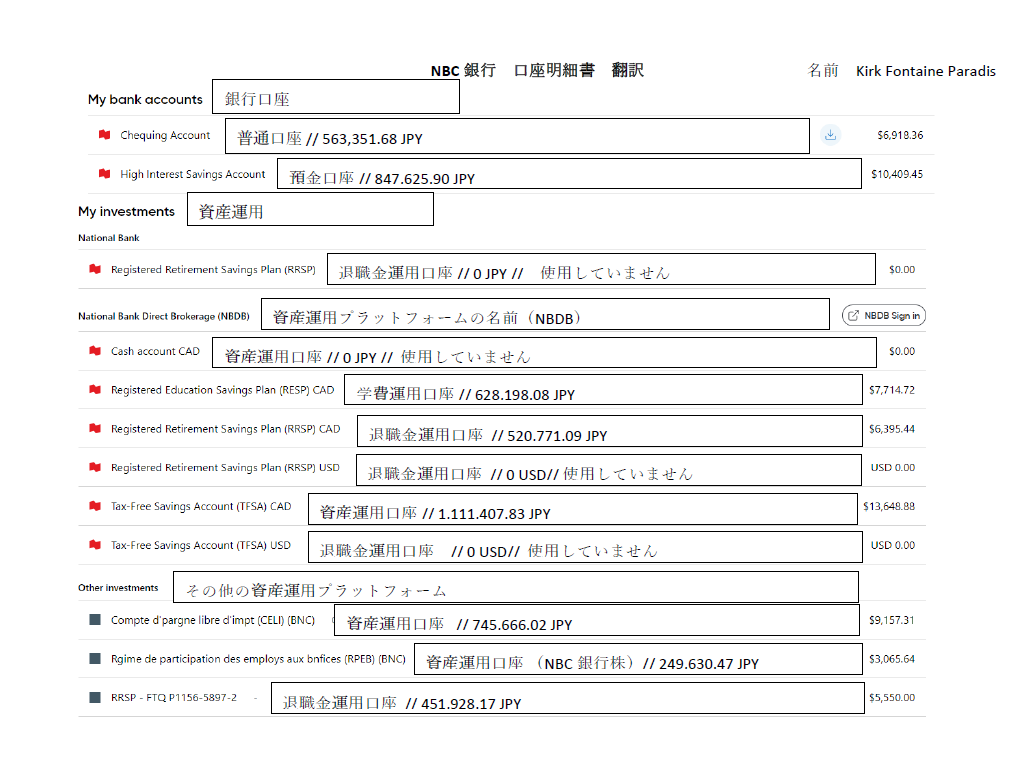 NBC 銀行 口座明細書 翻訳 名前 Kirk Fontaine Paradis
My bank accounts 銀行口座
Chequing Account 普通口座 // 563,351.68 JPY $6,918.36
High Interest Savings Account 預金口座 // 847.625.90 JPY $10,409.45
My investments 資産運用
National Bank
Registered Retirement Savings Plan (RRSP) 退職金運用口座 // 0 JPY // 使用していません $0.00
National Bank Direct Brokerage (NBDB) 資産運用プラットフォームの名前（NBDB） NBDB Sign in
Cash account CAD 資産運用口座 // 0 JPY // 使用していません $0.00
Registered Education Savings Plan (RESP) CAD 学費運用口座 // 628.198.08 JPY $7,714.72
Registered Retirement Savings Plan (RRSP) CAD 退職金運用口座 // 520.771.09 JPY $6,395.44
Registered Retirement Savings Plan (RRSP) USD 退職金運用口座 // 0 USD// 使用していません USD 0.00
Tax-Free Savings Account (TFSA) CAD 資産運用口座 // 1.111.407.83 JPY $13,648.88
Tax-Free Savings Account (TFSA) USD 退職金運用口座 // 0 USD// 使用していません USD 0.00
Other investments その他の資産運用プラットフォーム
Compte d'pargne libre d'impt (CELI) (BNC) 資産運用口座 // 745.666.02 JPY $9,157.31
Rgime de participation des employs aux bnfices (RPEB) (BNC) 資産運用口座 （NBC 銀行株）// 249.630.47 JPY $3,065.64
RRSP - FTQ P1156-5897-2 - 退職金運用口座 // 451.928.17 JPY $5,550.00